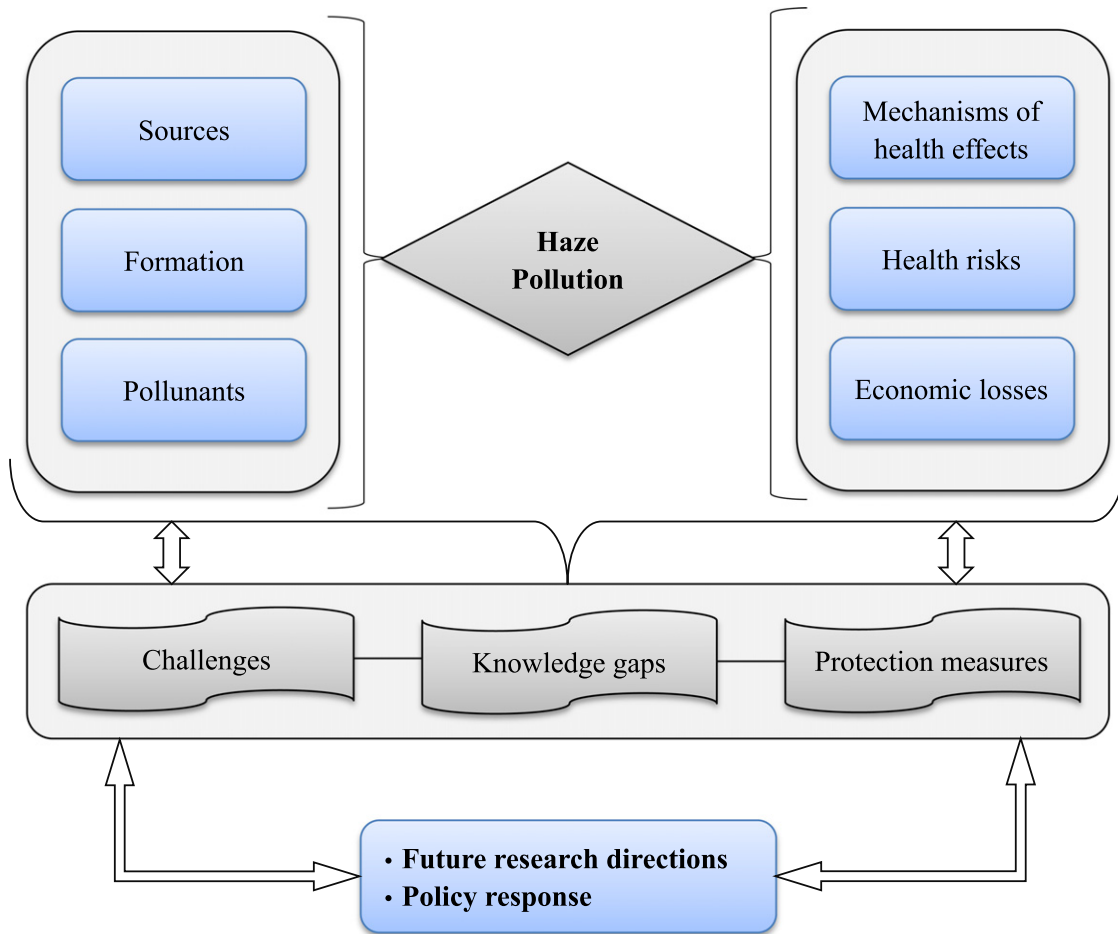 Sources
Formation
Pollunants
Haze
Pollution
Mechanisms of
health effects
Health risks
Economic losses
Challenges
Knowledge gaps
Protection measures
• Future research directions
• Policy response